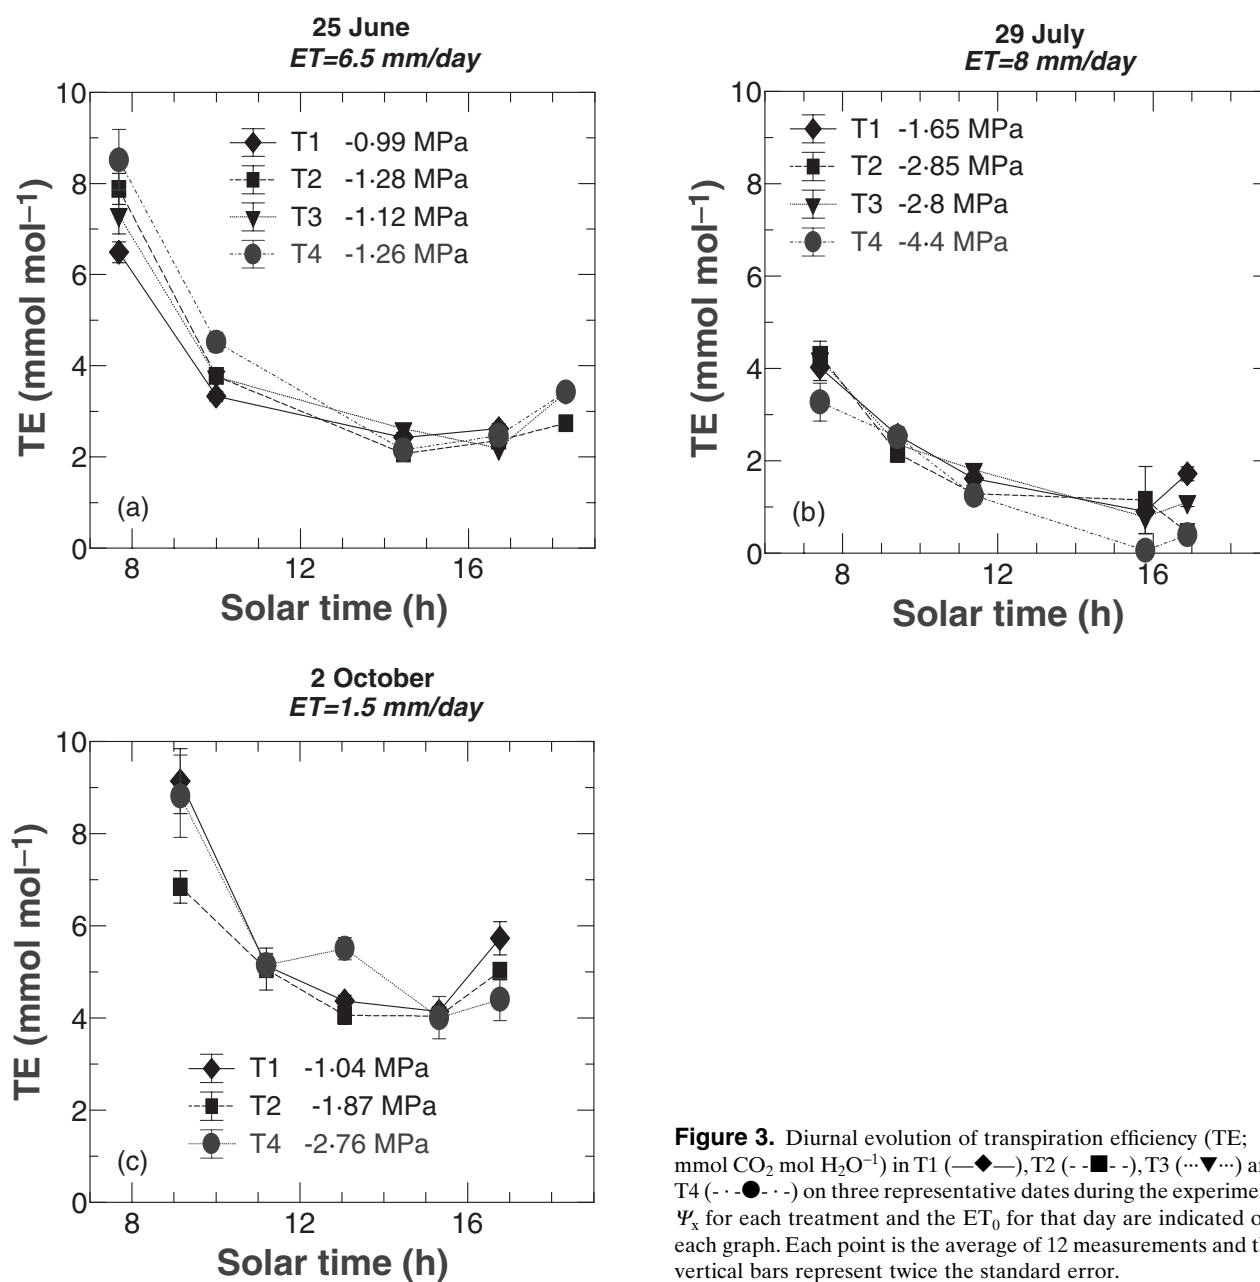 25 June
ET=6.5 mm/day
10
8
6
4
2
0
TE (mmol mol−1)
T1 -0·99 MPa
T2 -1·28 MPa
T3 -1·12 MPa
T4 -1·26 MPa
(a)
8 12 16
Solar time (h)
29 July
ET=8 mm/day
10
8
6
4
2
0
TE (mmol mol−1)
T1 -1·65 MPa
T2 -2·85 MPa
T3 -2·8 MPa
T4 -4·4 MPa
(b)
8 12 16
Solar time (h)
2 October
ET=1.5 mm/day
10
8
6
4
2
0
TE (mmol mol−1)
T1 -1·04 MPa
T2 -1·87 MPa
T4 -2·76 MPa
(c)
8 12 16
Solar time (h)
Figure 3. Diurnal evolution of transpiration efficiency (TE;
mmol CO2 mol H2O−1) in T1 (—◆—), T2 (- -■- -), T3 (···▼···)
T4 (- · -●- · -) on three representative dates during the
Ψx for each treatment and the ET0 for that day are indicated
each graph. Each point is the average of 12 measurements and
vertical bars represent twice the standard error.